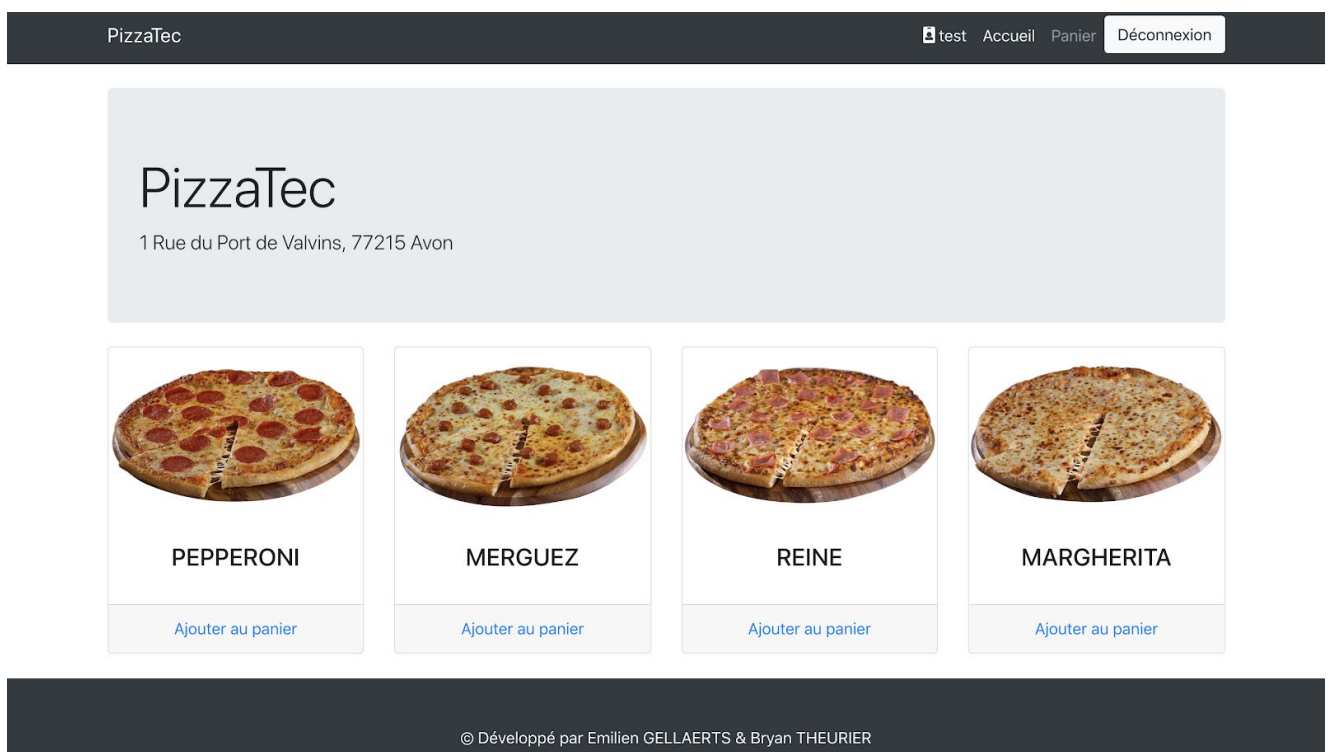 PizzaTec
test Accueil Panier Déconnexion
PizzaTec
1 Rue du Port de Valvins, 77215 Avon
PEPPERONI
MERGUEZ
REINE
MARGHERITA
Ajouter au panier
Ajouter au panier
Ajouter au panier
Ajouter au panier
© Développé par Emilien GELLAERTS & Bryan THEURIER